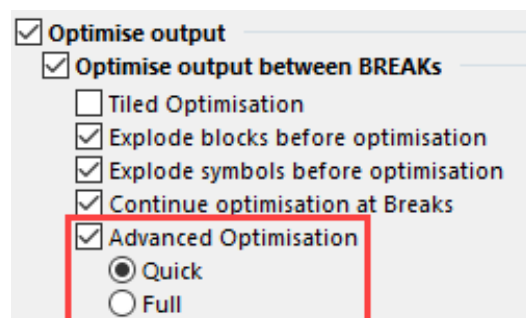 Optimise output
Optimise output between BREAKs
Tiled Optimisation
Explode blocks before optimisation
Explode symbols before optimisation
Continue optimisation at Breaks
Advanced Optimisation
Quick
Full